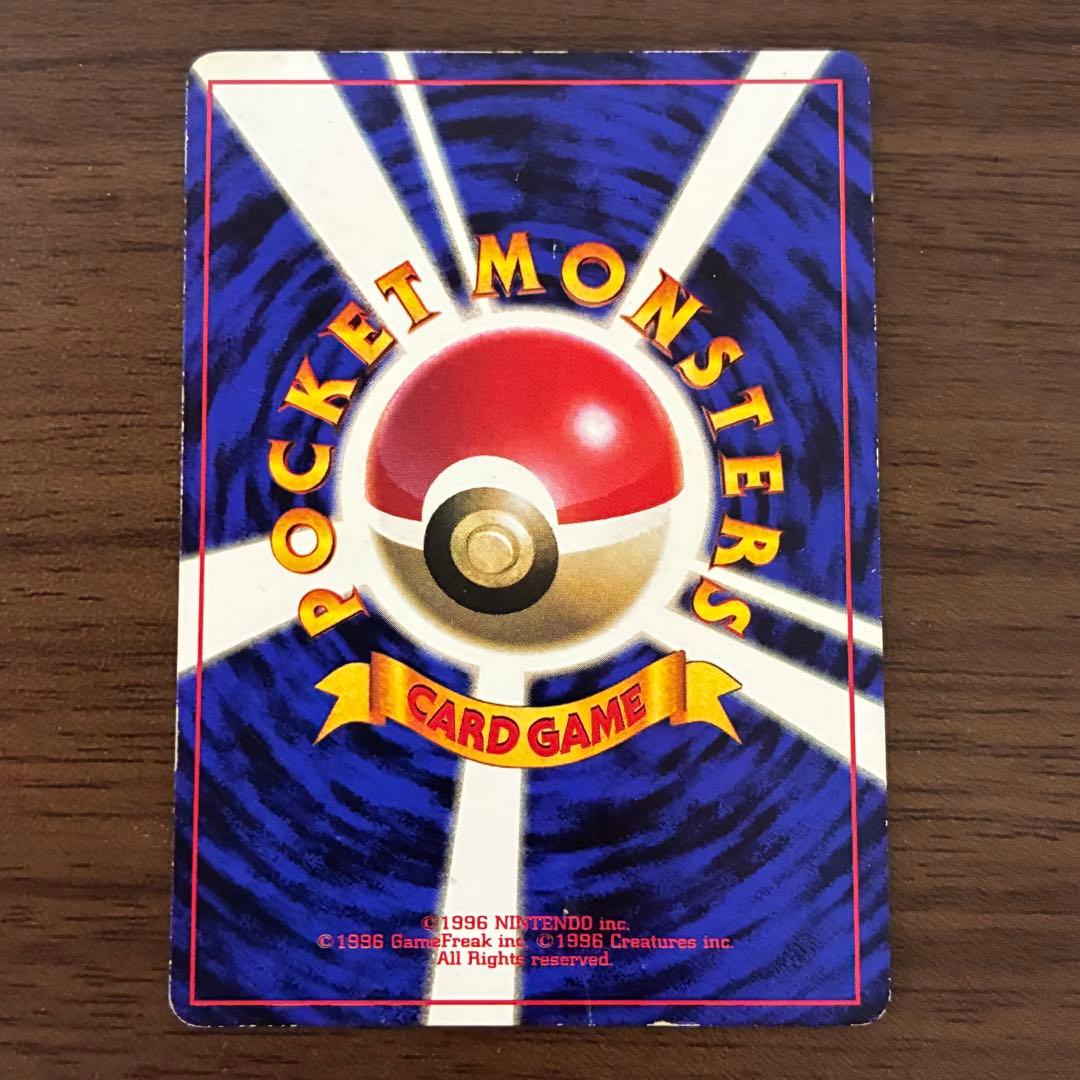 POCKET MONSTERS
CARD GAME
©1996 NINTENDO inc.
©1996 GameFreak inc. ©1996 Creatures inc.
All Rights reserved.